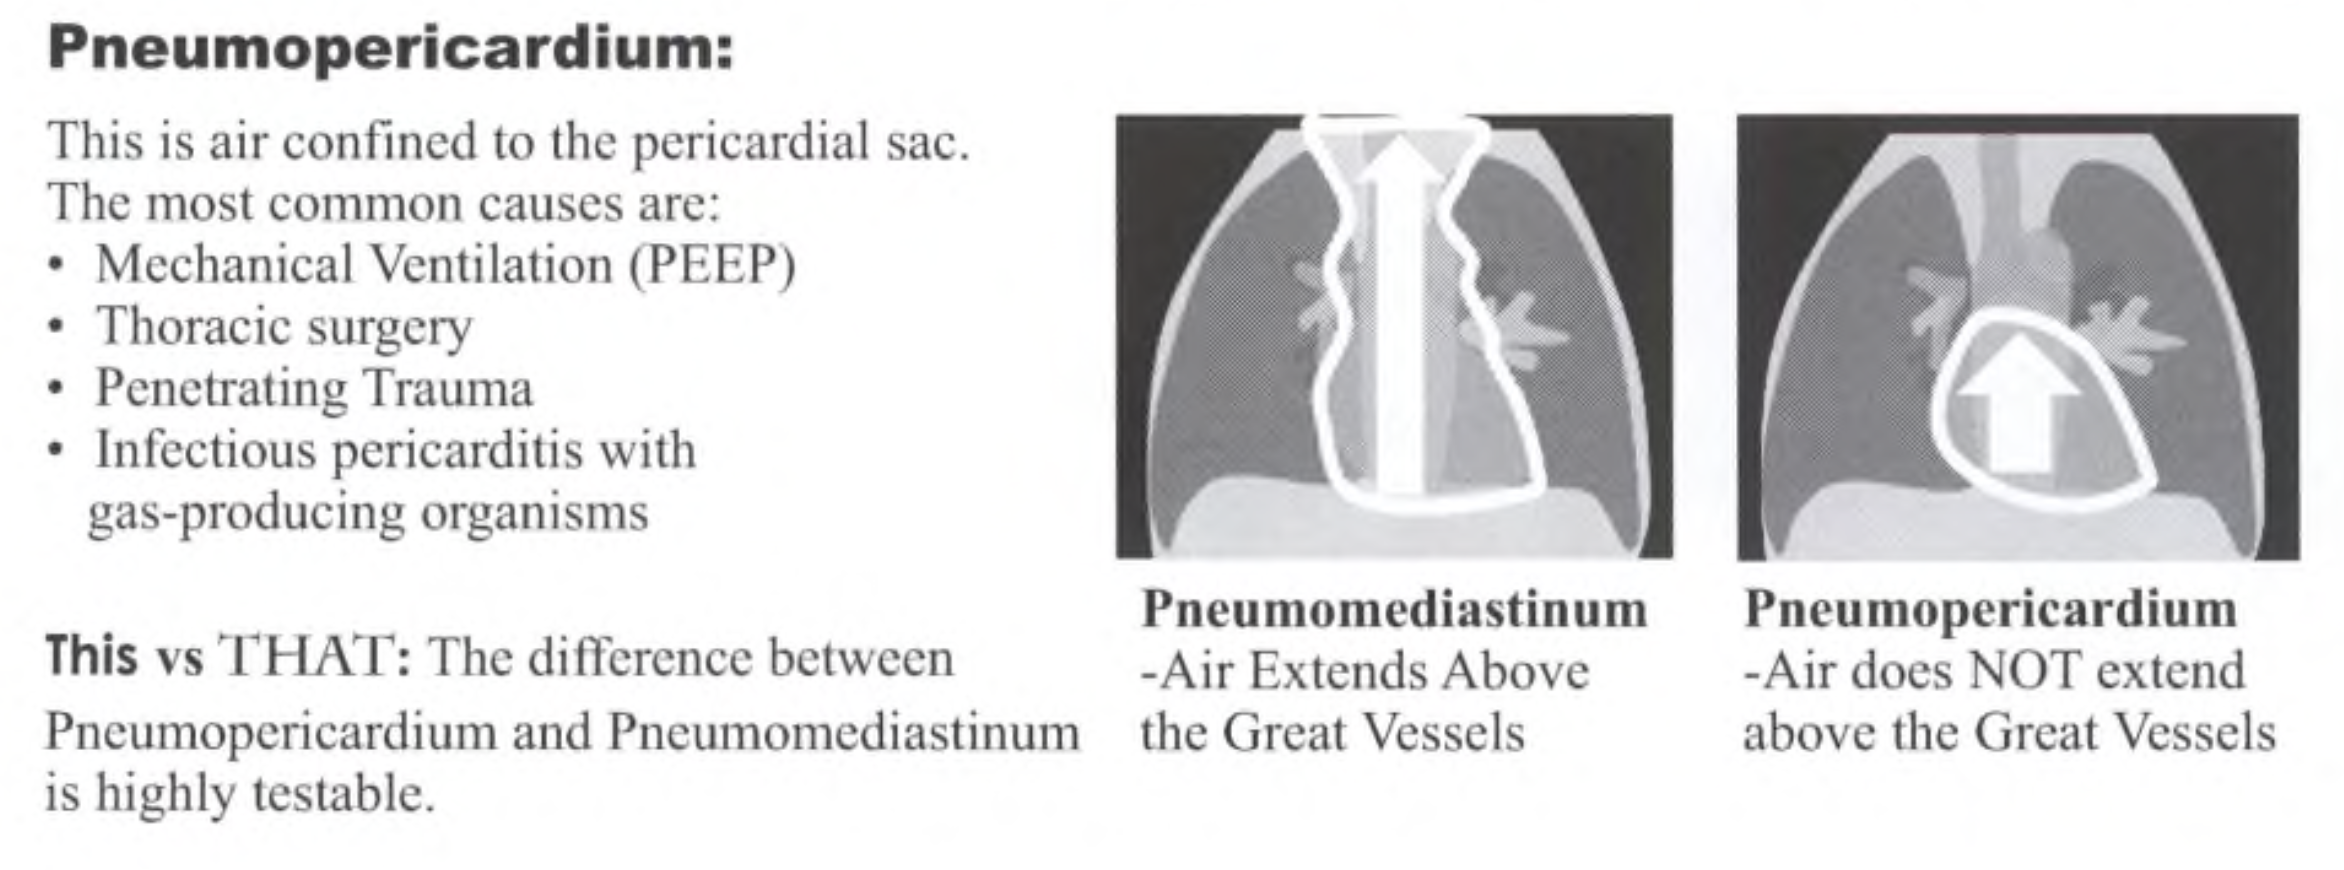 Pneumopericardium:
This is air confined to the pericardial sac.
The most common causes are:
• Mechanical Ventilation (PEEP)
• Thoracic surgery
• Penetrating Trauma
• Infectious pericarditis with
gas-producing organisms
This vs THAT: The difference between
Pneumopericardium and Pneumomediastinum
is highly testable.
Pneumomediastinum
-Air Extends Above
the Great Vessels
Pneumopericardium
-Air does NOT extend
above the Great Vessels